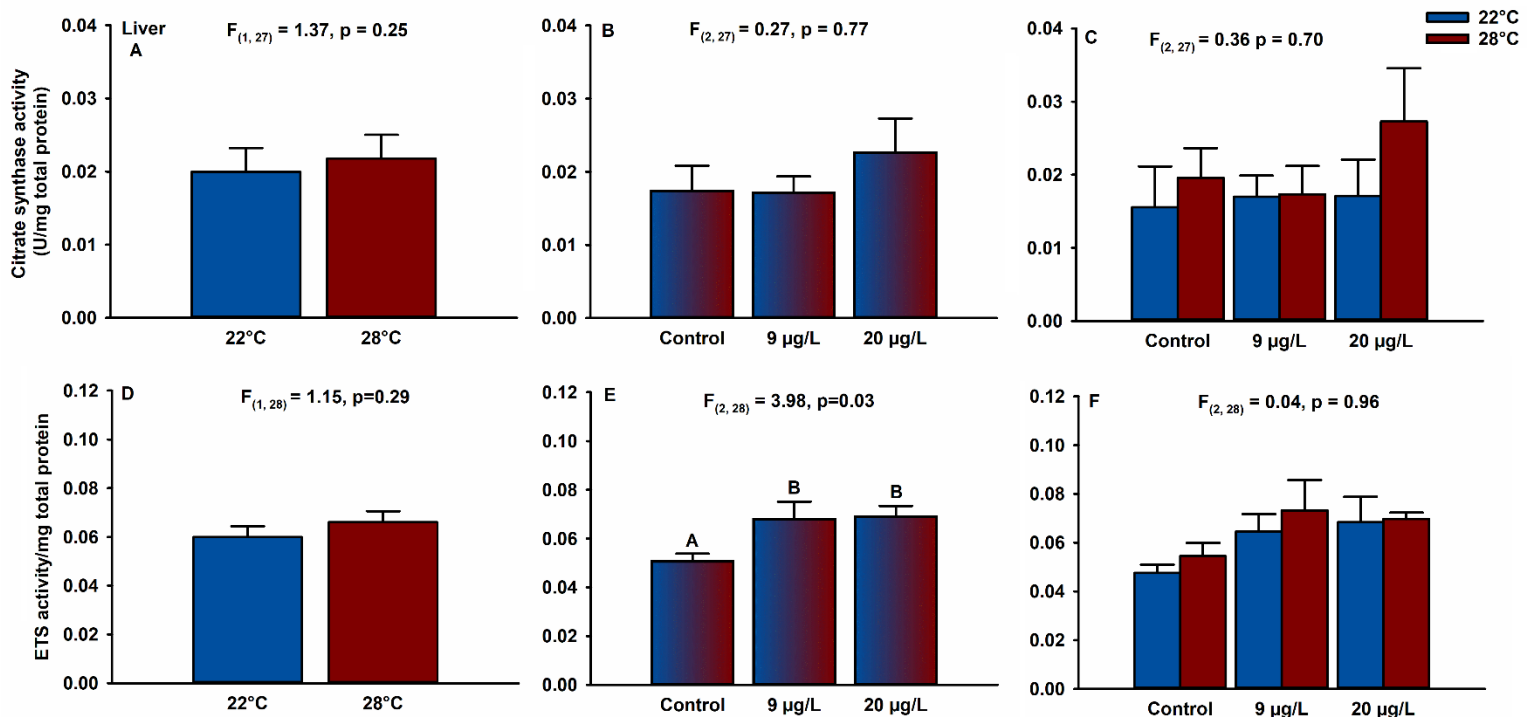 Liver
A
F(1, 27) = 1.37, p = 0.25
Citrate synthase activity
(U/mg total protein)
0.04
0.03
0.02
0.01
0.00
22°C
28°C
B
F(2, 27) = 0.27, p = 0.77
0.04
0.03
0.02
0.01
0.00
Control
9 µg/L
20 µg/L
22°C
28°C
C
F(2, 27) = 0.36 p = 0.70
0.04
0.03
0.02
0.01
0.00
Control
9 µg/L
20 µg/L
D
F(1, 28) = 1.15, p=0.29
ETS activity/mg total protein
0.12
0.10
0.08
0.06
0.04
0.02
0.00
22°C
28°C
E
F(2, 28) = 3.98, p=0.03
0.12
0.10
0.08
0.06
0.04
0.02
0.00
A
B
B
Control
9 µg/L
20 µg/L
F
F(2, 28) = 0.04, p = 0.96
0.12
0.10
0.08
0.06
0.04
0.02
0.00
Control
9 µg/L
20 µg/L